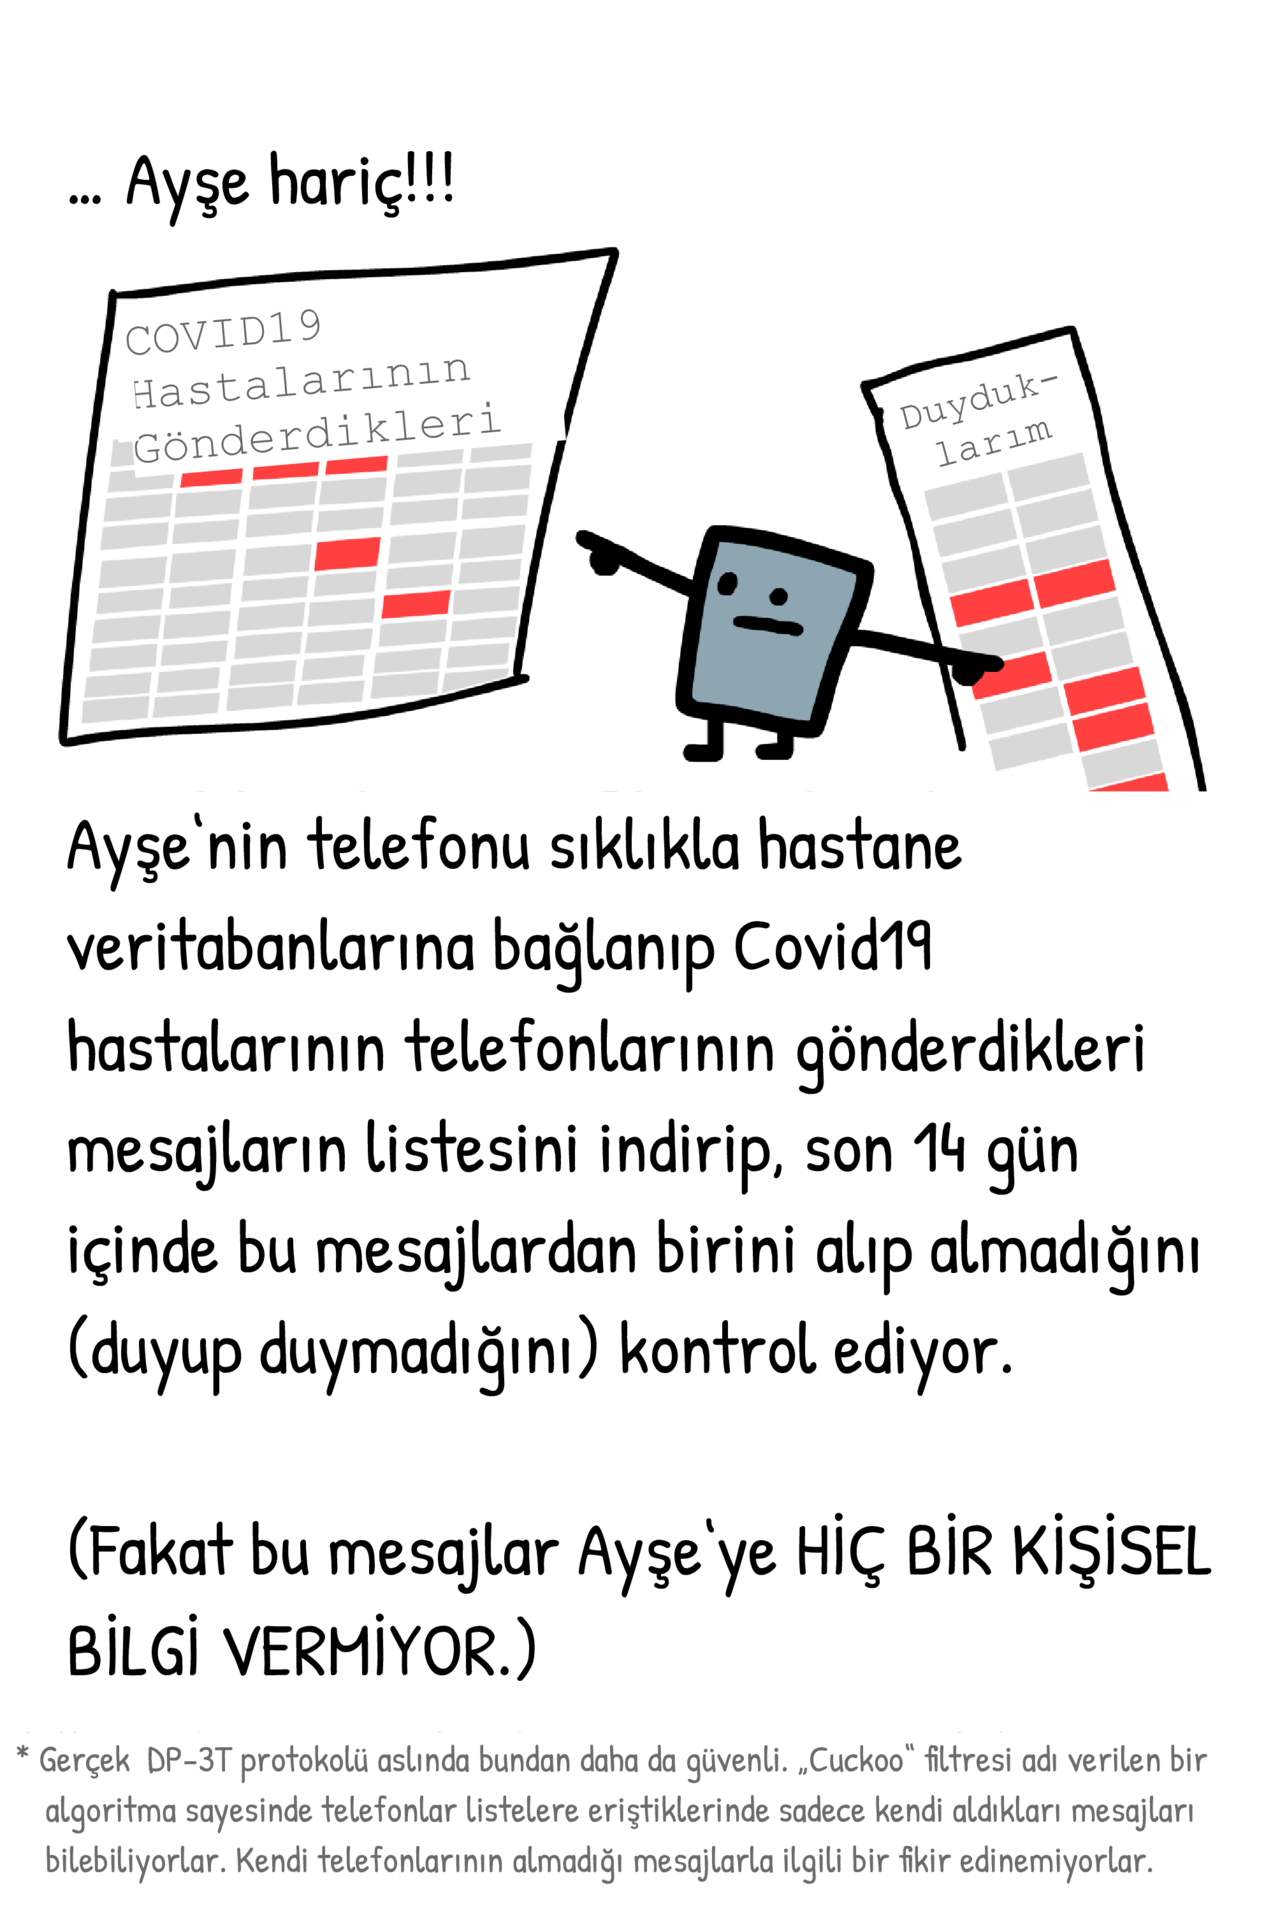 ... Ayşe hariç!!!
COVID19
Hastalarının
Gönderdikleri
Duyduk-
larım
Ayşe'nin telefonu sıklıkla hastane
veritabanlarına bağlanıp Covid19
hastalarının telefonlarının gönderdikleri
mesajların listesini indirip, son 14 gün
içinde bu mesajlardan birini alıp almadığını
(duyup duymadığını) kontrol ediyor.
(Fakat bu mesajlar Ayşe'ye HİÇ BİR KİŞİSEL
BİLGİ VERMİYOR.)
* Gerçek DP-3T protokolü aslında bundan daha da güvenli. „Cuckoo“ filtresi adı verilen bir
algoritma sayesinde telefonlar listelere eriştiklerinde sadece kendi aldıkları mesajları
bilebiliyorlar. Kendi telefonlarının almadığı mesajlarla ilgili bir fikir edinemiyorlar.